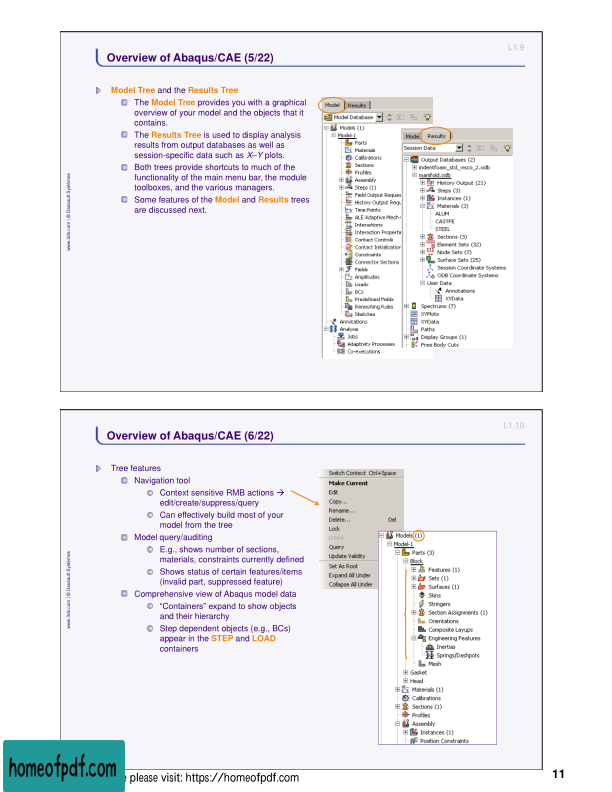 L1.9
Overview of Abaqus/CAE (5/22)
Model Tree and the Results Tree
The Model Tree provides you with a graphical
overview of your model and the objects that it
contains.
The Results Tree is used to display analysis
results from output databases as well as
session-specific data such as X–Y plots.
Both trees provide shortcuts to much of the
functionality of the main menu bar, the module
toolboxes, and the various managers.
Some features of the Model and Results trees
are discussed next.
www.3ds.com | © Dassault Systèmes
Model Results
Model Database
Models (1)
Model-1
Parts
Materials
Calibrations
Sections
Profiles
Assembly
Steps (1)
Field Output Reques
History Output Requ
Time Points
ALE Adaptive Mesh
Interactions
Interaction Properti
Contact Controls
Contact Initialization
Constraints
Connector Sections
Fields
Amplitudes
Loads
BCs
Predefined Fields
Remeshing Rules
Sketches
Annotations
Analysis
Jobs
Adaptivity Processes
Co-executions
Model Results
Session Data
Output Databases (2)
indentfoam_std_visco_2.odb
manifold.odb
History Output (21)
Steps (3)
Instances (1)
Materials (3)
ALUM
CASTFE
STEEL
Sections (3)
Element Sets (32)
Node Sets (7)
Surface Sets (25)
Session Coordinate Systems
ODB Coordinate Systems
User Data
Annotations
XYData
Spectrums (7)
XYPlots
XYData
Paths
Display Groups (1)
Free Body Cuts
L1.10
Overview of Abaqus/CAE (6/22)
Tree features
Navigation tool
Context sensitive RMB actions →
edit/create/suppress/query
Can effectively build most of your
model from the tree
Model query/auditing
E.g., shows number of sections,
materials, constraints currently defined
Shows status of certain features/items
(invalid part, suppressed feature)
Comprehensive view of Abaqus model data
“Containers” expand to show objects
and their hierarchy
Step dependent objects (e.g., BCs)
appear in the STEP and LOAD
containers
www.3ds.com | © Dassault Systèmes
Switch Context Ctrl+Space
Make Current
Edit
Copy...
Rename...
Delete... Del
Lock
Unlock
Query
Update Validity
Set As Root
Expand All Under
Collapse All Under
Models (1)
Model-1
Parts (3)
Block
Features (1)
Sets (1)
Surfaces (1)
Skins
Stringers
Section Assignments (1)
Orientations
Composite Layups
Engineering Features
Inertias
Springs/Dashpots
Mesh
Gasket
Head
Materials (1)
Calibrations
Sections (1)
Profiles
Assembly
Instances (1)
Position Constraints
homeofpdf.com
please visit: https://homeofpdf.com
11